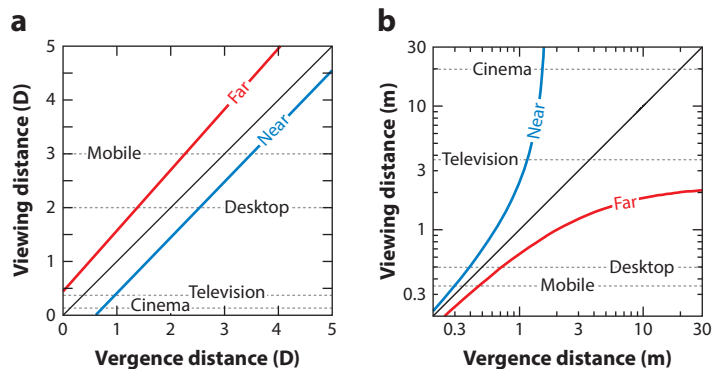 a
5
4
3
2
1
0
Viewing distance (D)
Far
Near
Mobile
Desktop
Television
Cinema
0 1 2 3 4 5
Vergence distance (D)
b
30
10
3
1
0.3
Viewing distance (m)
Cinema
Near
Television
Far
Desktop
Mobile
0.3 1 3 10 30
Vergence distance (m)